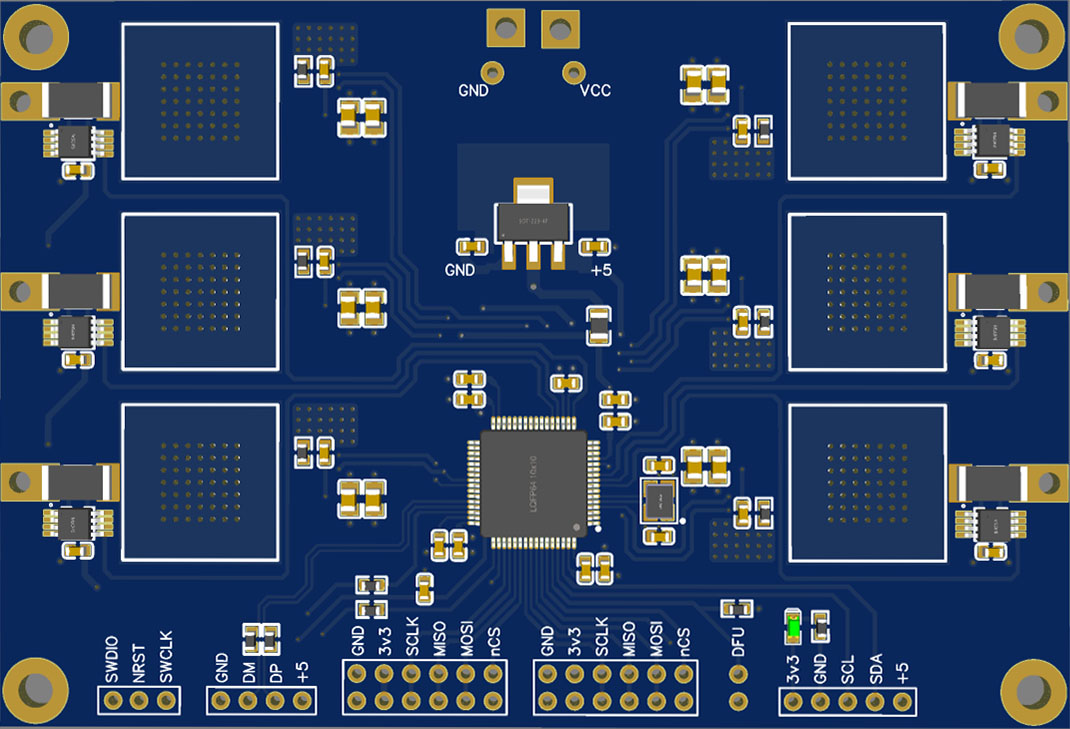 GND
VCC
GND
+5
LQFP64 10x10
SWDIO
NRST
SWCLK
GND
DM
DP
+5
GND
3v3
SCLK
MISO
MOSI
nCS
GND
3v3
SCLK
MISO
MOSI
nCS
DFU
3v3
GND
SCL
SDA
+5